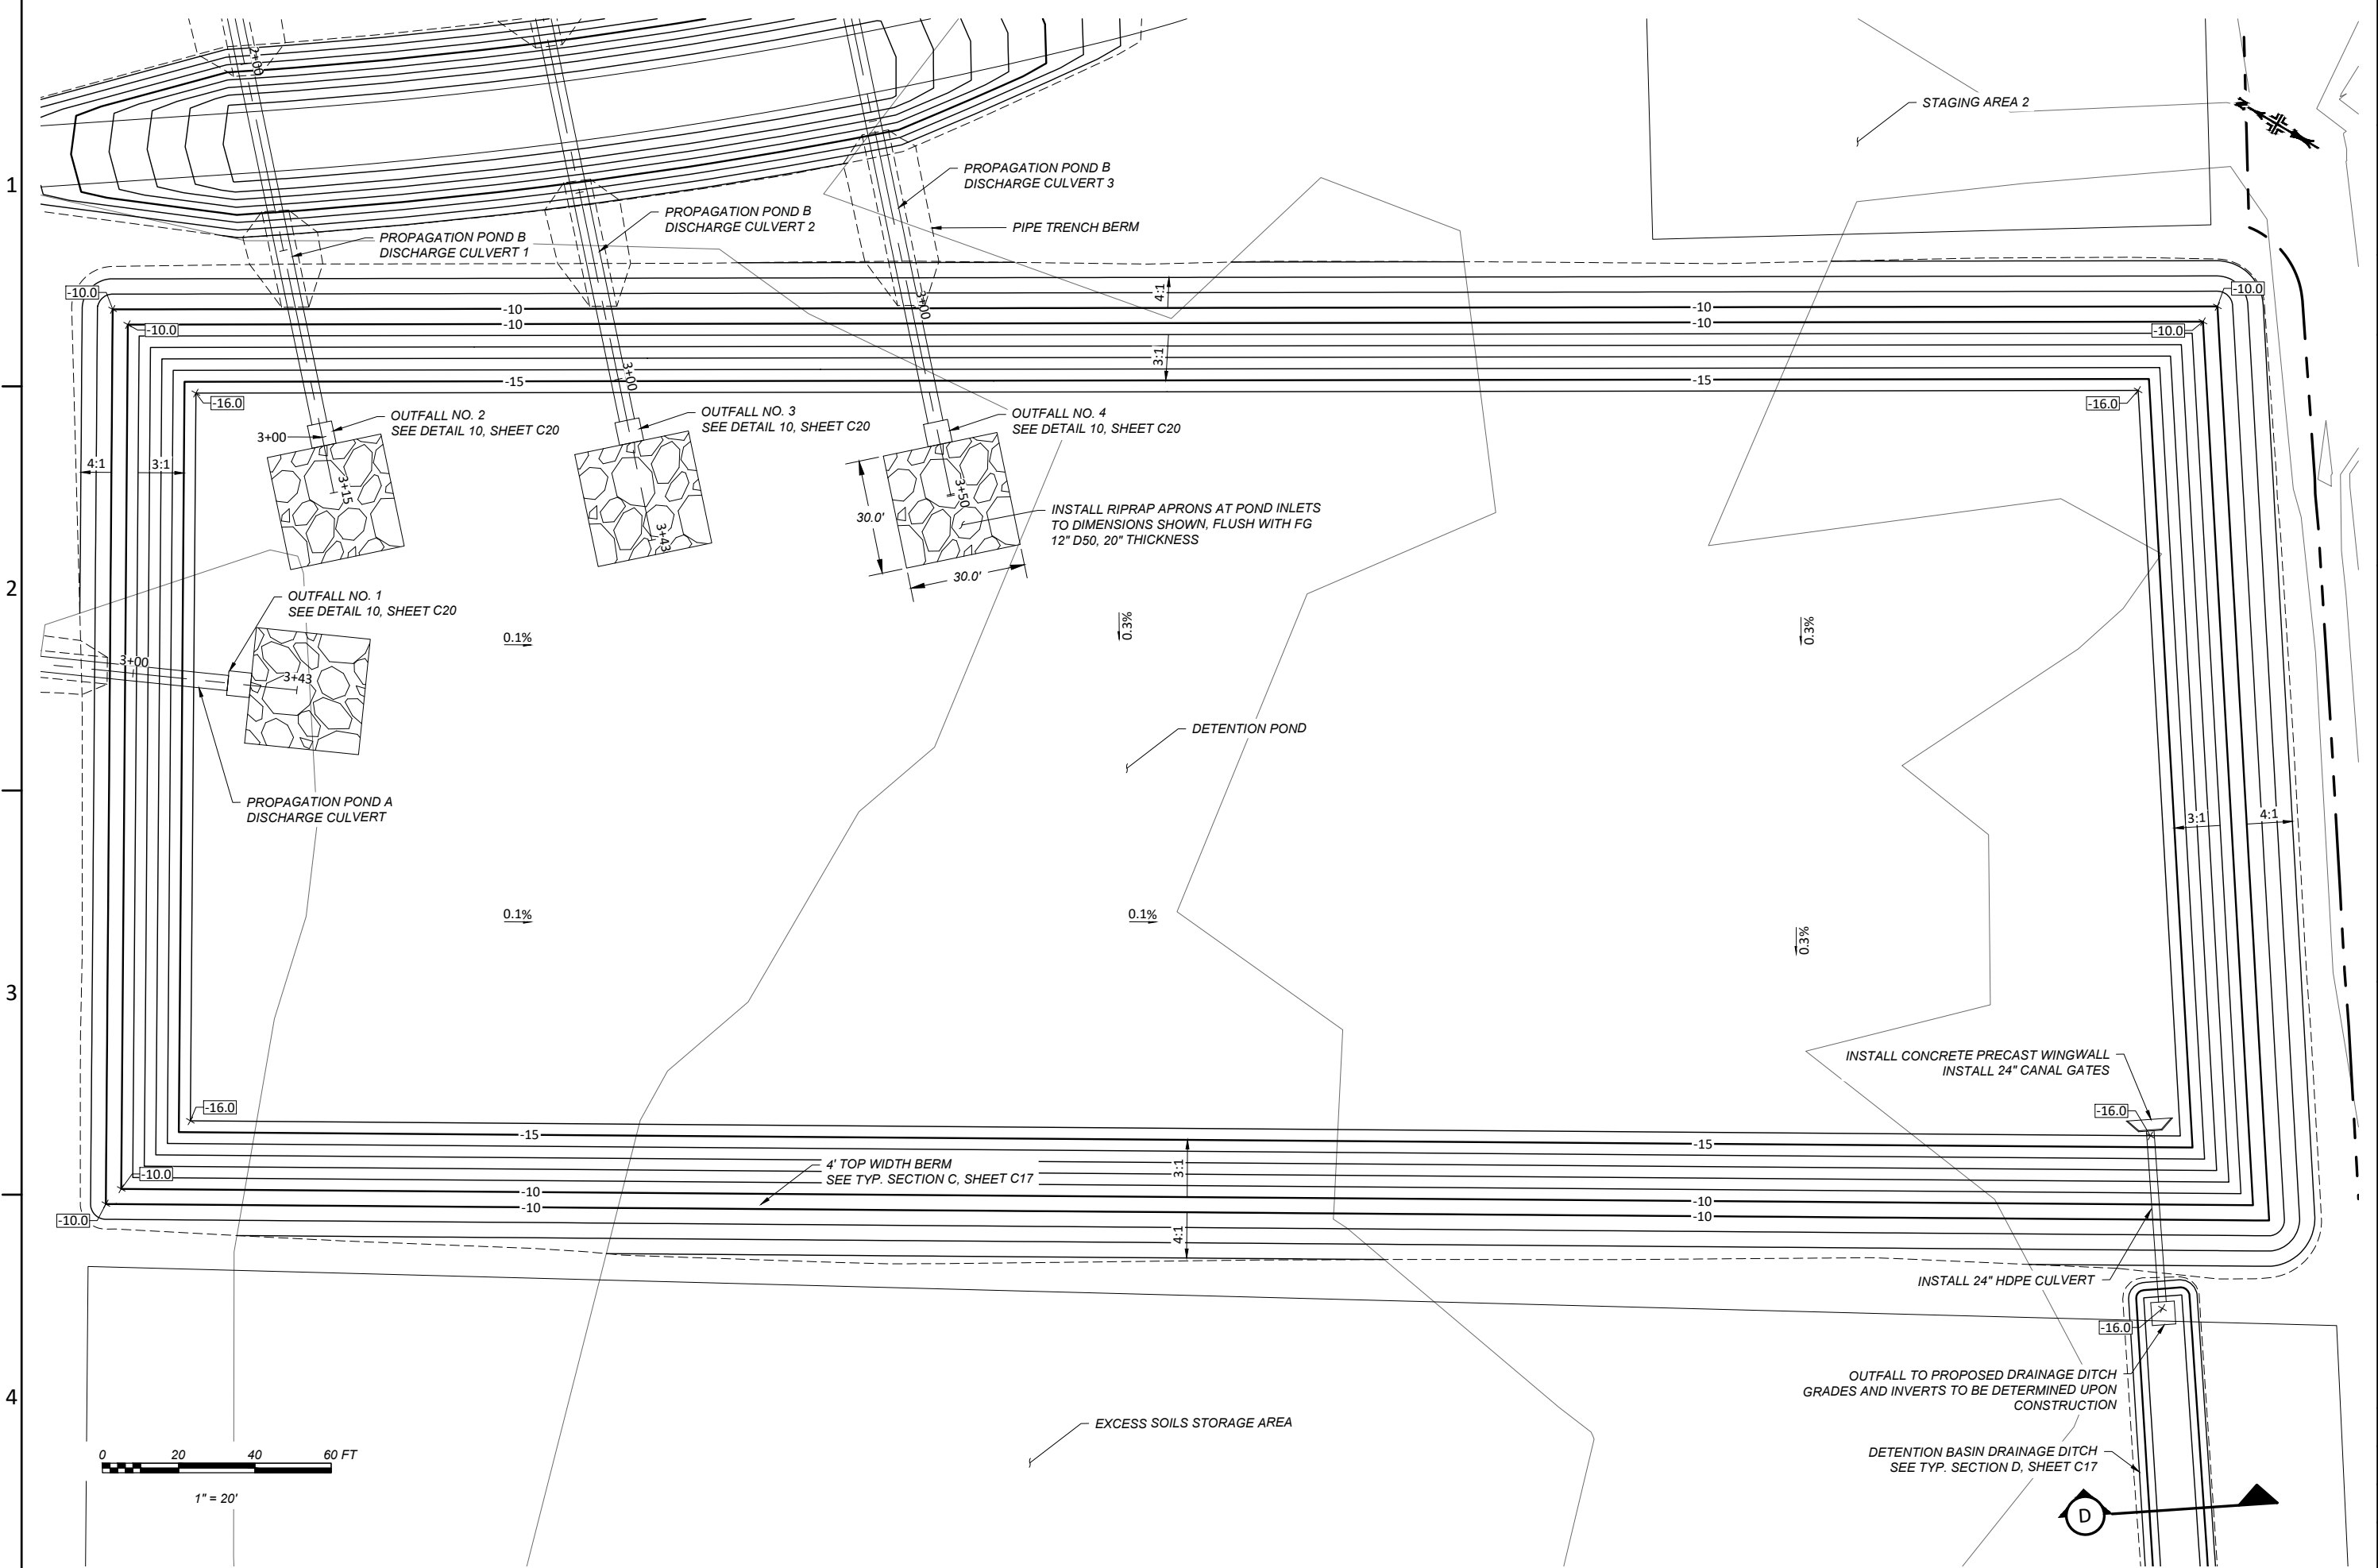 2+00
STAGING AREA 2
N
1
PROPAGATION POND B
DISCHARGE CULVERT 3
PROPAGATION POND B
DISCHARGE CULVERT 2
PIPE TRENCH BERM
PROPAGATION POND B
DISCHARGE CULVERT 1
-10.0
4:1
-10.0
3+00
-10
-10
-10.0
-10
-10
-10.0
3:1
3+00
-15
-15
-16.0
-16.0
OUTFALL NO. 2
SEE DETAIL 10, SHEET C20
3+00
OUTFALL NO. 3
SEE DETAIL 10, SHEET C20
OUTFALL NO. 4
SEE DETAIL 10, SHEET C20
4:1
3:1
3+15
3+50
3+43
30.0'
30.0'
INSTALL RIPRAP APRONS AT POND INLETS
TO DIMENSIONS SHOWN, FLUSH WITH FG
12" D50, 20" THICKNESS
2
OUTFALL NO. 1
SEE DETAIL 10, SHEET C20
0.1%
0.3%
0.3%
3+00
3+43
DETENTION POND
PROPAGATION POND A
DISCHARGE CULVERT
3:1
4:1
0.1%
0.1%
0.3%
3
INSTALL CONCRETE PRECAST WINGWALL
INSTALL 24" CANAL GATES
-16.0
-16.0
-15
-15
4' TOP WIDTH BERM
SEE TYP. SECTION C, SHEET C17
3:1
-10.0
-10
-10
-10
-10
-10.0
4:1
INSTALL 24" HDPE CULVERT
-16.0
OUTFALL TO PROPOSED DRAINAGE DITCH
GRADES AND INVERTS TO BE DETERMINED UPON
CONSTRUCTION
4
EXCESS SOILS STORAGE AREA
DETENTION BASIN DRAINAGE DITCH
SEE TYP. SECTION D, SHEET C17
0 20 40 60 FT
1" = 20'
D